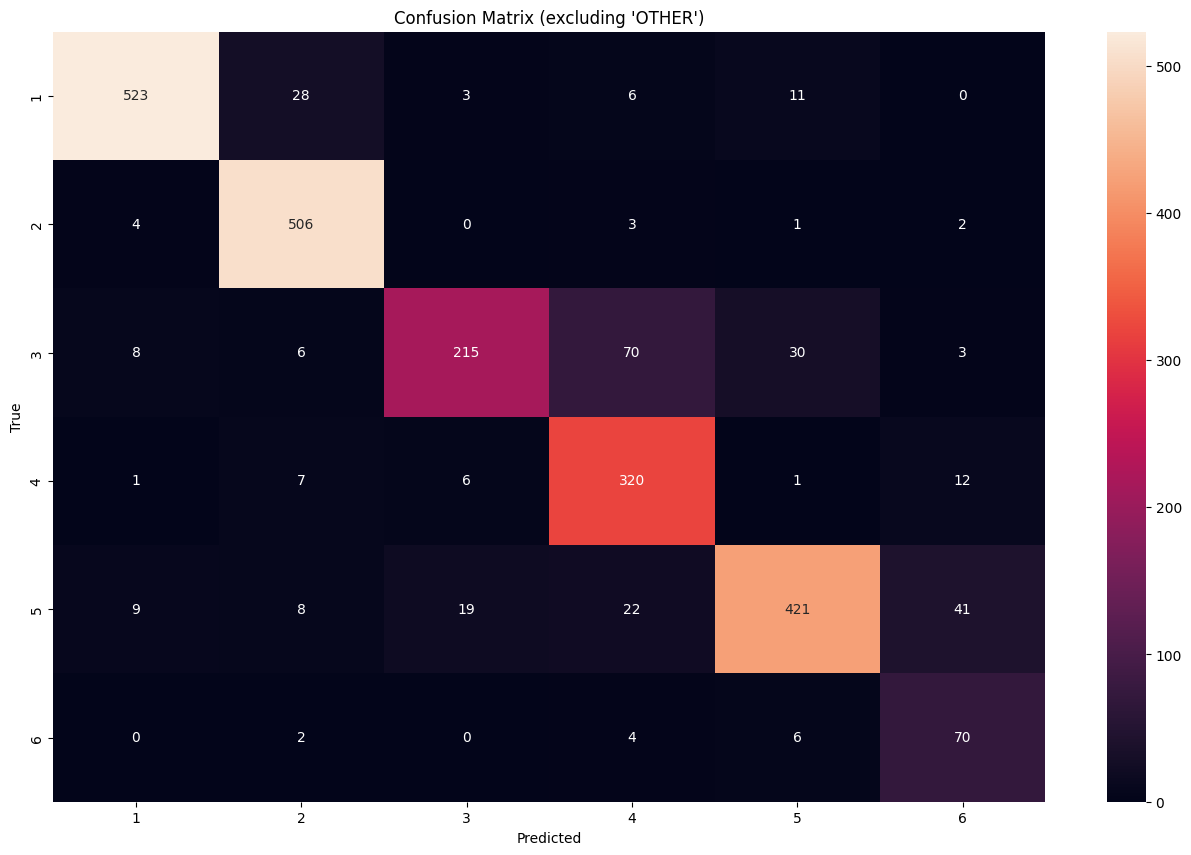 Confusion Matrix (excluding 'OTHER')
1 523 28 3 6 11 0
2 4 506 0 3 1 2
3 8 6 215 70 30 3
4 1 7 6 320 1 12
5 9 8 19 22 421 41
6 0 2 0 4 6 70
True
1 2 3 4 5 6
Predicted
500
400
300
200
100
0